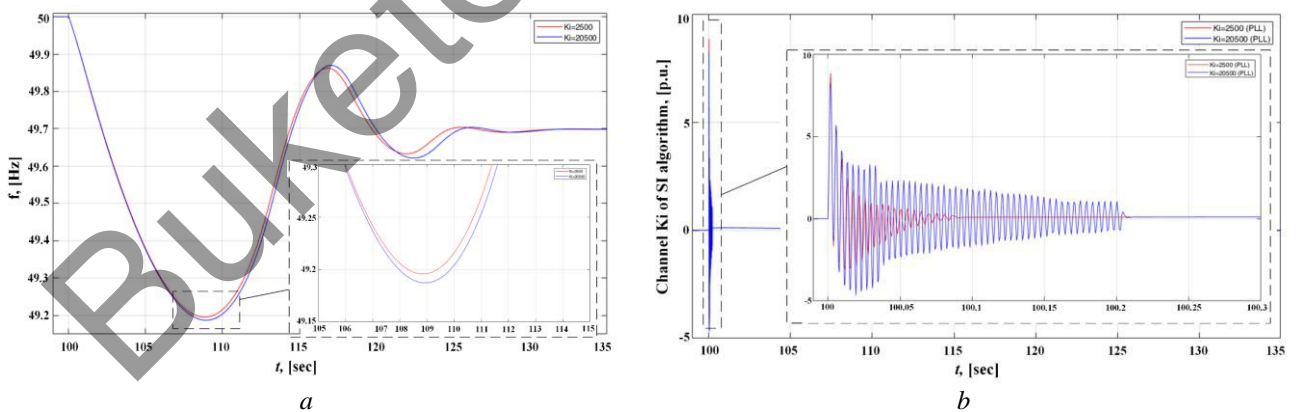 50
49.9
49.8
49.7
49.6
49.5
49.4
49.3
49.2
f, [Hz]
Ki=2500
Ki=20500
49.3
49.25
49.2
49.15
105 106 107 108 109 110 111 112 113 114 115
100 105 110 115 120 125 130 135
t, [sec]
a
Buketo
10
5
0
-5
Channel Ki of SI algorithm, [p.u.]
Ki=2500 (PLL)
Ki=20500 (PLL)
Ki=2500 (PLL)
Ki=20500 (PLL)
10
5
0
-5
100 100,05 100,1 100,15 100,2 100,25 100,3
100 105 110 115 120 125 130 135
t, [sec]
b